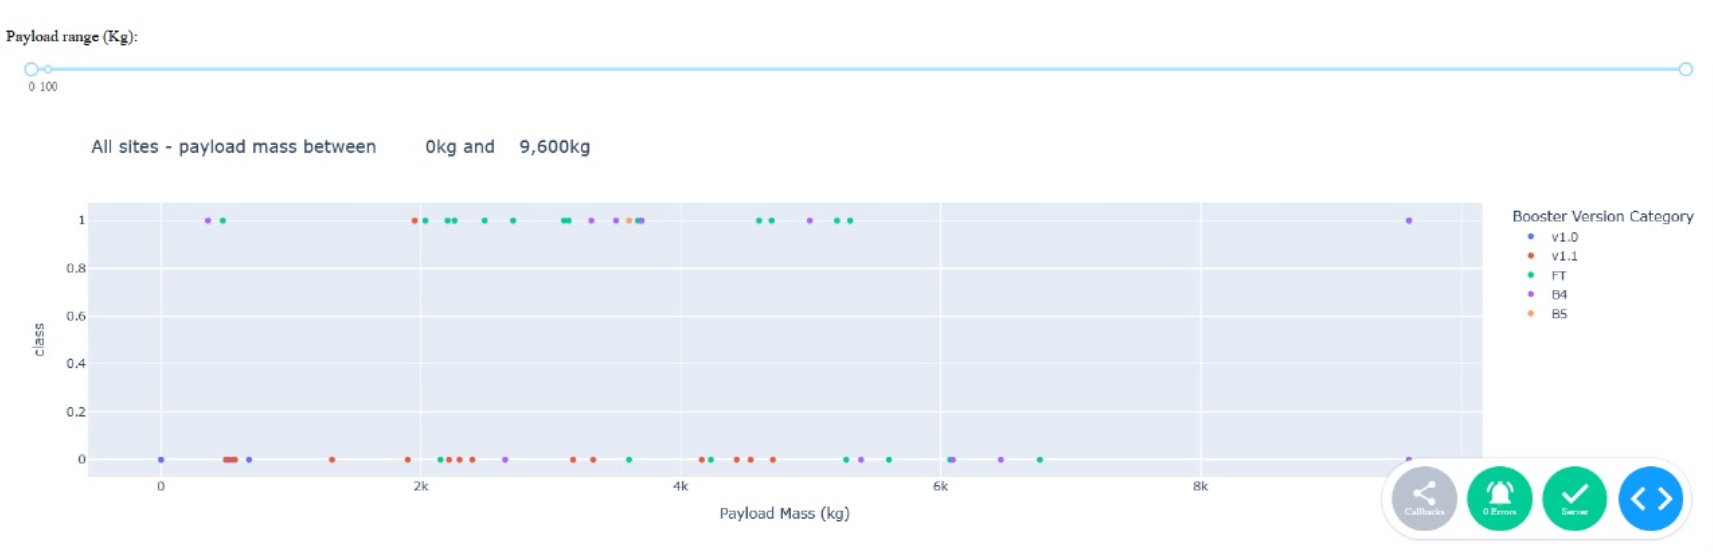 Payload range (Kg):
0 100
All sites - payload mass between 0kg and 9,600kg
Booster Version Category
v1.0
v1.1
FT
B4
B5
1
0.8
0.6
0.4
0.2
0
class
0 2k 4k 6k 8k
Payload Mass (kg)
Callbacks
0 Errors
Server